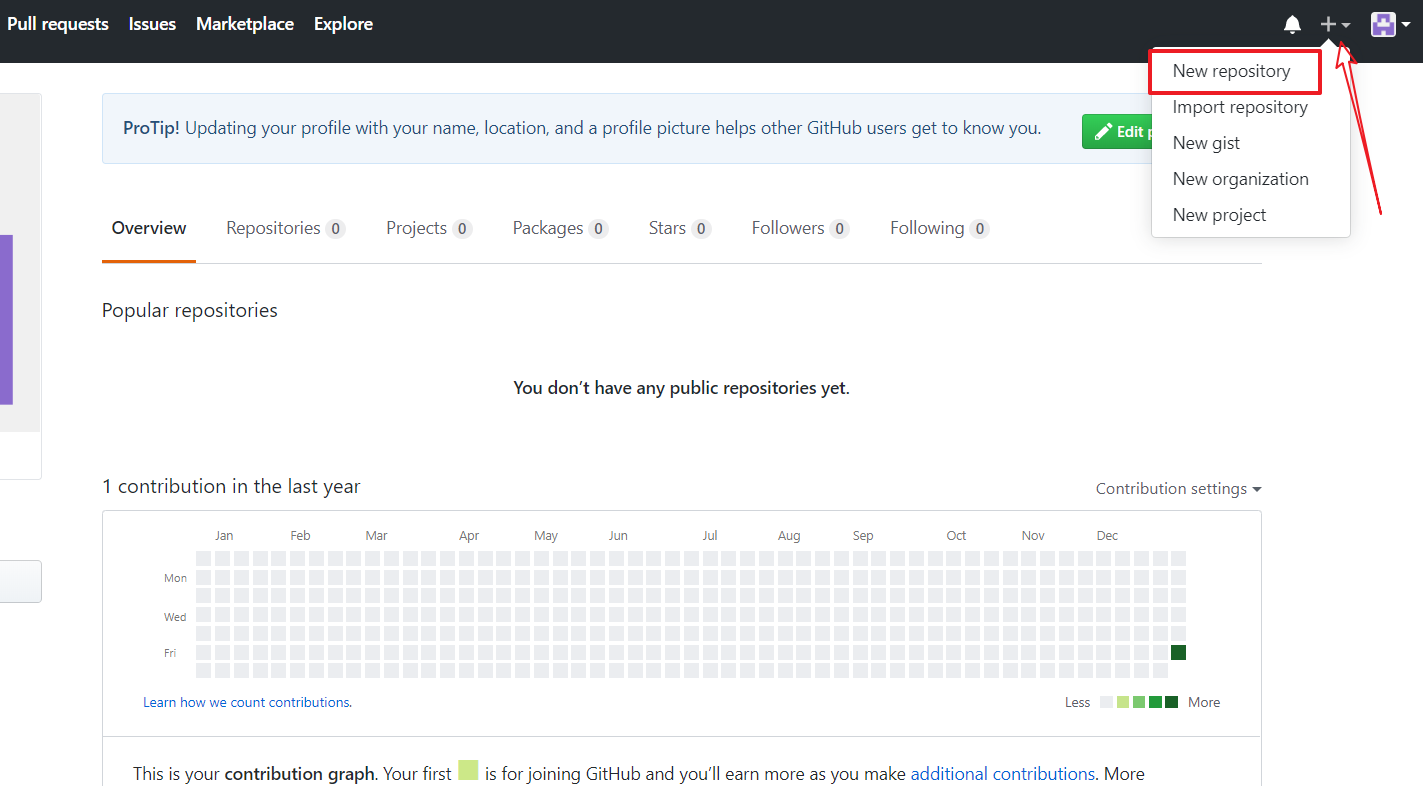 Pull requests Issues Marketplace Explore
New repository
Import repository
New gist
New organization
New project
ProTip! Updating your profile with your name, location, and a profile picture helps other GitHub users get to know you.
Edit
Overview Repositories 0 Projects 0 Packages 0 Stars 0 Followers 0 Following 0
Popular repositories
You don’t have any public repositories yet.
1 contribution in the last year
Contribution settings
Jan Feb Mar Apr May Jun Jul Aug Sep Oct Nov Dec
Mon
Wed
Fri
Learn how we count contributions.
Less More
This is your contribution graph. Your first is for joining GitHub and you’ll earn more as you make additional contributions. More